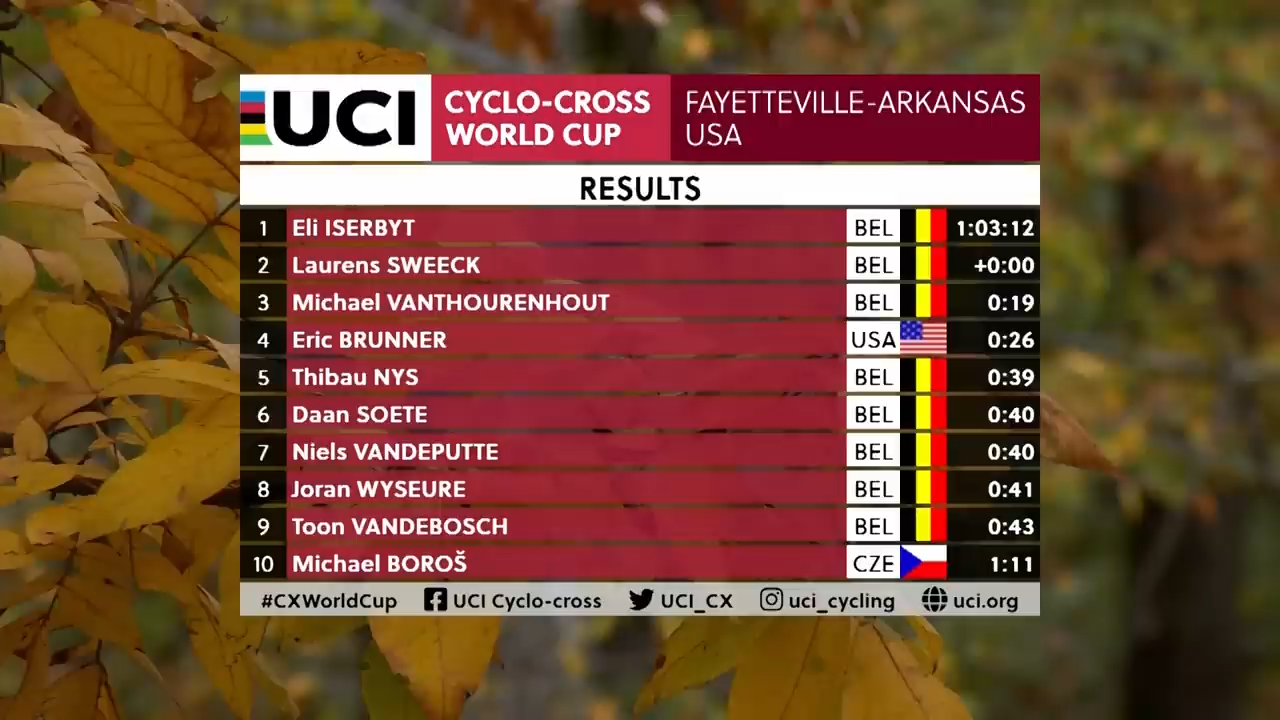 UCI CYCLO-CROSS WORLD CUP FAYETTEVILLE-ARKANSAS USA
RESULTS
1 Eli ISERBYT BEL 1:03:12
2 Laurens SWEECK BEL +0:00
3 Michael VANTHOURENHOUT BEL 0:19
4 Eric BRUNNER USA 0:26
5 Thibau NYS BEL 0:39
6 Daan SOETE BEL 0:40
7 Niels VANDEPUTTE BEL 0:40
8 Joran WYSEURE BEL 0:41
9 Toon VANDEBOSCH BEL 0:43
10 Michael BOROŠ CZE 1:11
#CXWorldCup UCI Cyclo-cross UCI_CX uci_cycling uci.org